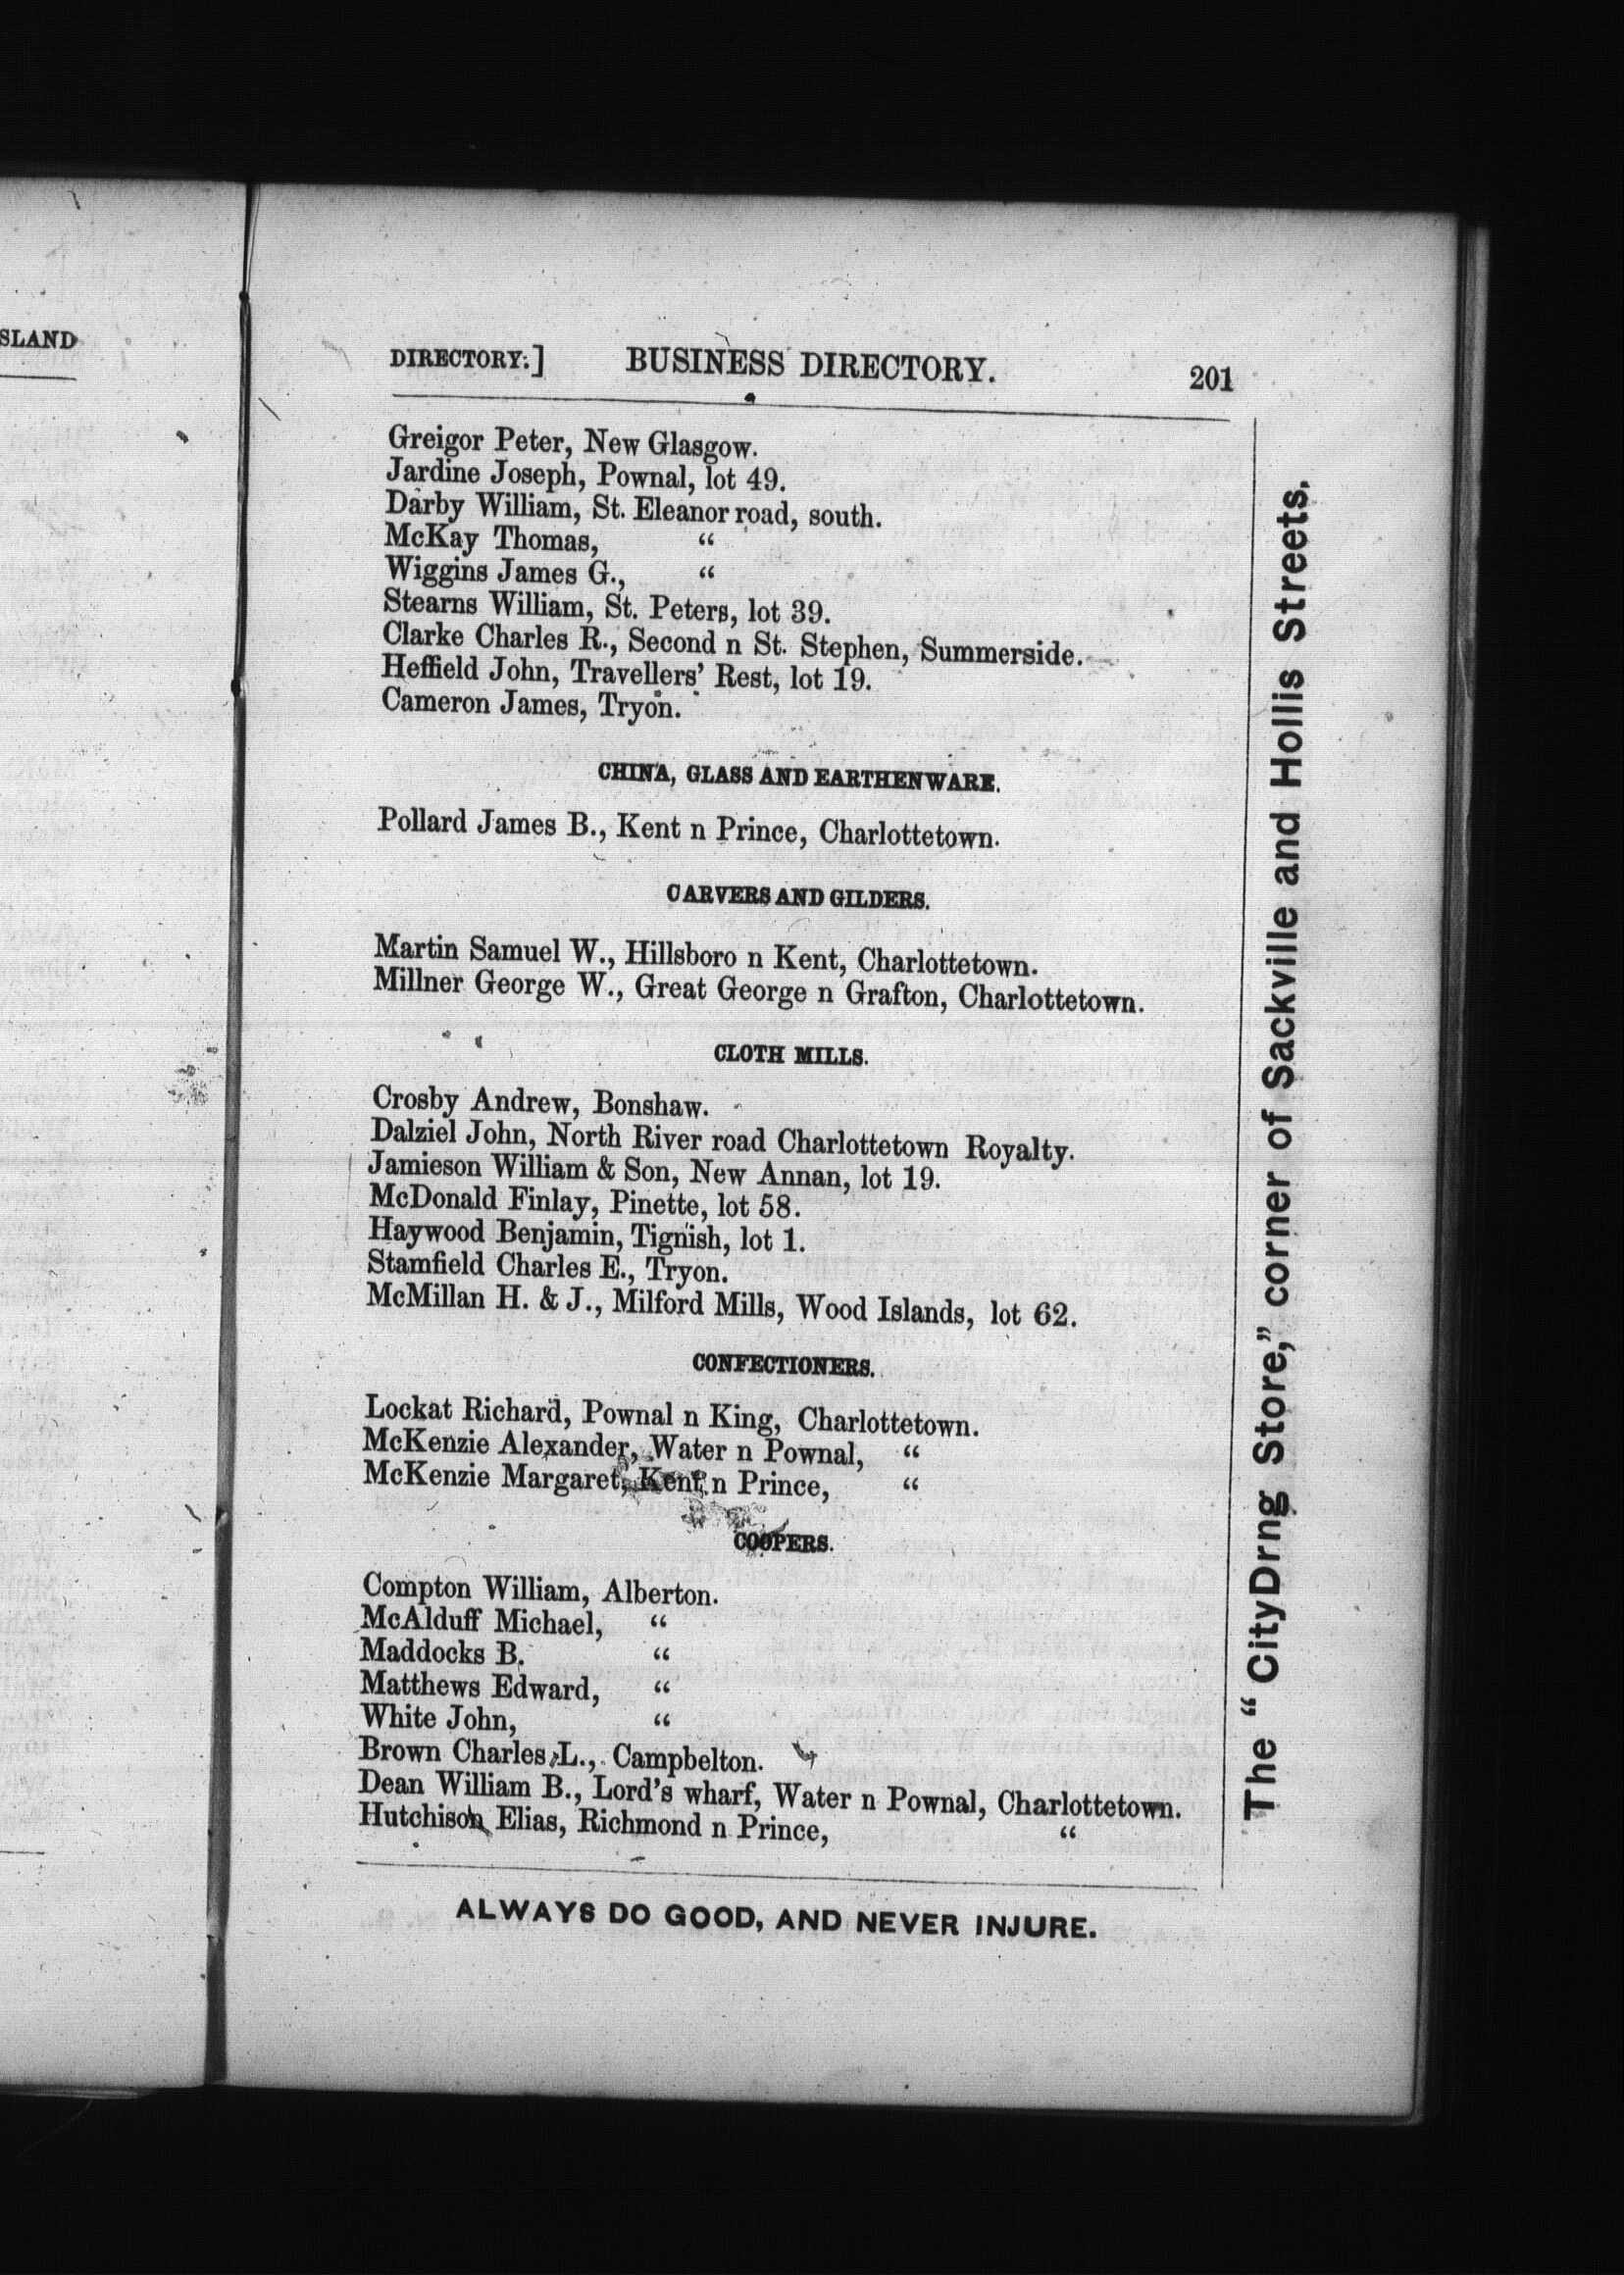 SLAND
DIRECTORY.] BUSINESS DIRECTORY. 201
Greigor Peter, New Glasgow.
Jardine Joseph, Pownal, lot 49.
Darby William, St. Eleanor road, south.
McKay Thomas, "
Wiggins James G., "
Stearns William, St. Peters, lot 39.
Clarke Charles R., Second n St. Stephen, Summerside.
Heffield John, Travellers' Rest, lot 19.
Cameron James, Tryon.
CHINA, GLASS AND EARTHENWARE.
Pollard James B., Kent n Prince, Charlottetown.
CARVERS AND GILDERS.
Martin Samuel W., Hillsboro n Kent, Charlottetown.
Millner George W., Great George n Grafton, Charlottetown.
CLOTH MILLS.
Crosby Andrew, Bonshaw.
Dalziel John, North River road Charlottetown Royalty.
Jamieson William & Son, New Annan, lot 19.
McDonald Finlay, Pinette, lot 58.
Haywood Benjamin, Tignish, lot 1.
Stamfield Charles E., Tryon.
McMillan H. & J., Milford Mills, Wood Islands, lot 62.
CONFECTIONERS.
Lockat Richard, Pownal n King, Charlottetown.
McKenzie Alexander, Water n Pownal, "
McKenzie Margaret, Kent n Prince, "
COOPERS.
Compton William, Alberton.
McAlduff Michael, "
Maddocks B. "
Matthews Edward, "
White John, "
Brown Charles L., Campbelton.
Dean William B., Lord's wharf, Water n Pownal, Charlottetown.
Hutchison Elias, Richmond n Prince, "
ALWAYS DO GOOD, AND NEVER INJURE.
The "CityDrng Store," corner of Sackville and Hollis Streets.